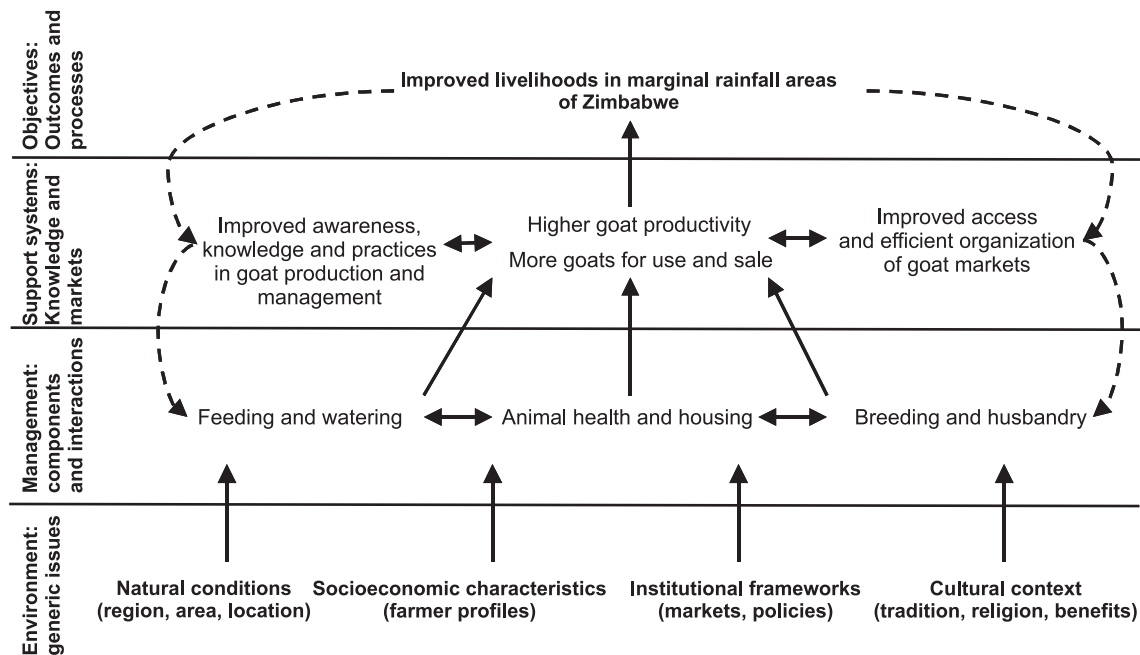 Objectives:
Outcomes and
processes
Improved livelihoods in marginal rainfall areas
of Zimbabwe
Support systems:
Knowledge and
markets
Improved awareness,
knowledge and practices
in goat production and
management
Higher goat productivity
More goats for use and sale
Improved access
and efficient organization
of goat markets
Management:
components
and interactions
Feeding and watering
Animal health and housing
Breeding and husbandry
Environment:
generic issues
Natural conditions
(region, area, location)
Socioeconomic characteristics
(farmer profiles)
Institutional frameworks
(markets, policies)
Cultural context
(tradition, religion, benefits)